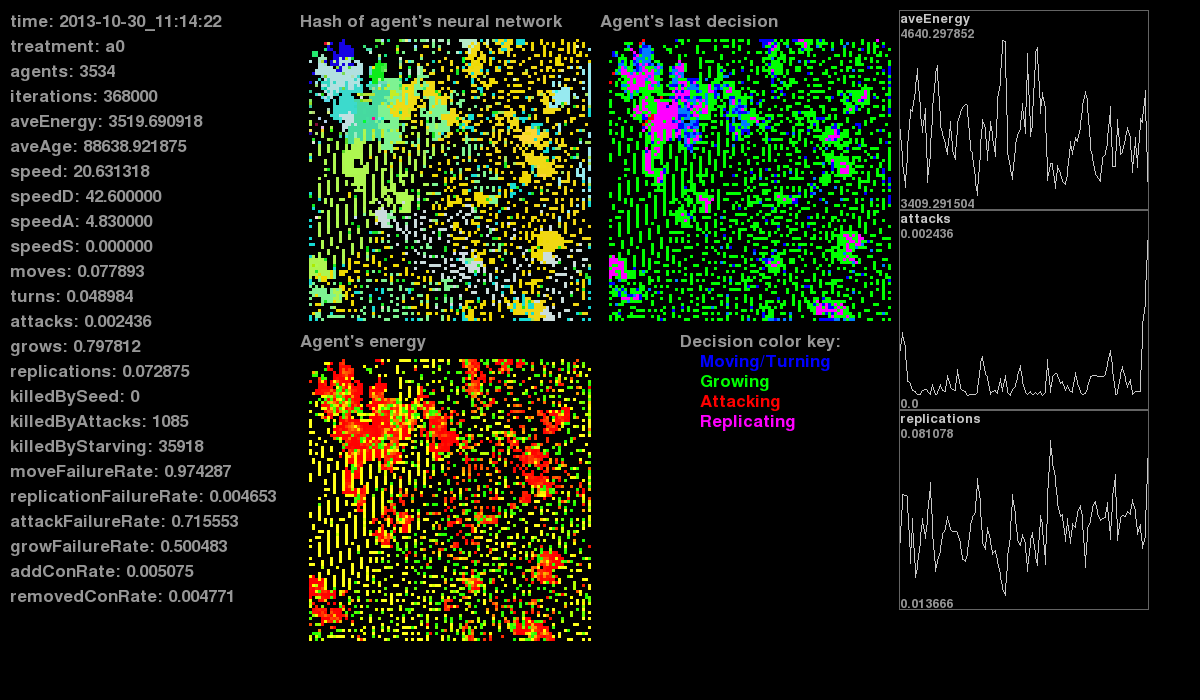 time: 2013-10-30_11:14:22
treatment: a0
agents: 3534
iterations: 368000
aveEnergy: 3519.690918
aveAge: 88638.921875
speed: 20.631318
speedD: 42.600000
speedA: 4.830000
speedS: 0.000000
moves: 0.077893
turns: 0.048984
attacks: 0.002436
grows: 0.797812
replications: 0.072875
killedBySeed: 0
killedByAttacks: 1085
killedByStarving: 35918
moveFailureRate: 0.974287
replicationFailureRate: 0.004653
attackFailureRate: 0.715553
growFailureRate: 0.500483
addConRate: 0.005075
removedConRate: 0.004771
Hash of agent's neural network
Agent's last decision
Agent's energy
Decision color key:
Moving/Turning
Growing
Attacking
Replicating
aveEnergy
4640.297852
3409.291504
attacks
0.002436
0.0
replications
0.081078
0.013666